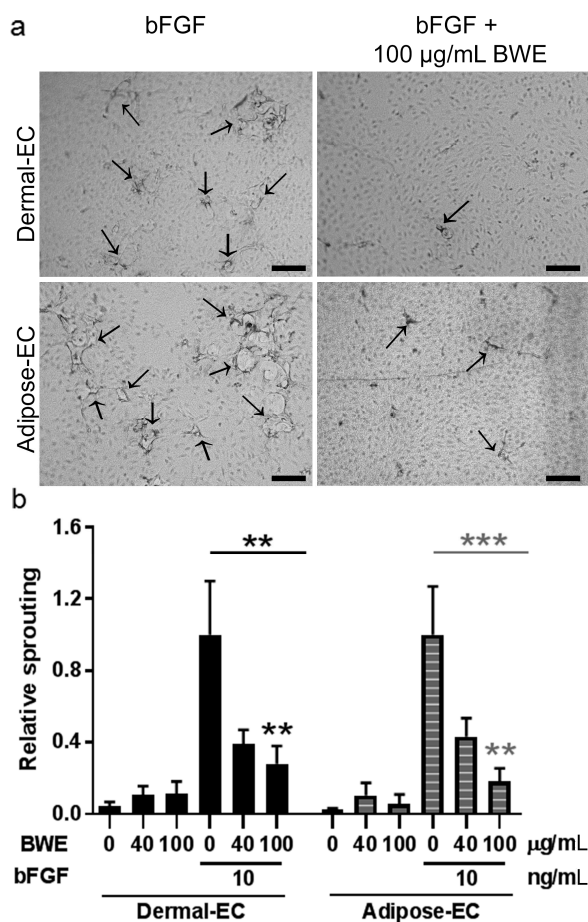 a
bFGF
bFGF +
100 µg/mL BWE
Dermal-EC
Adipose-EC
b
Relative sprouting
1.6
1.2
0.8
0.4
0.0
**
**
***
**
BWE 0 40 100 0 40 100 0 40 100 0 40 100 µg/mL
bFGF 10 10 ng/mL
Dermal-EC Adipose-EC